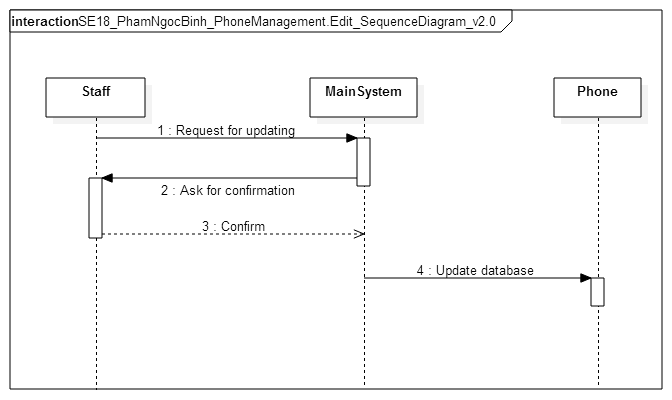 interactionSE18_PhamNgocBinh_PhoneManagement.Edit_SequenceDiagram_v2.0
Staff
MainSystem
Phone
1 : Request for updating
2 : Ask for confirmation
3 : Confirm
4 : Update database